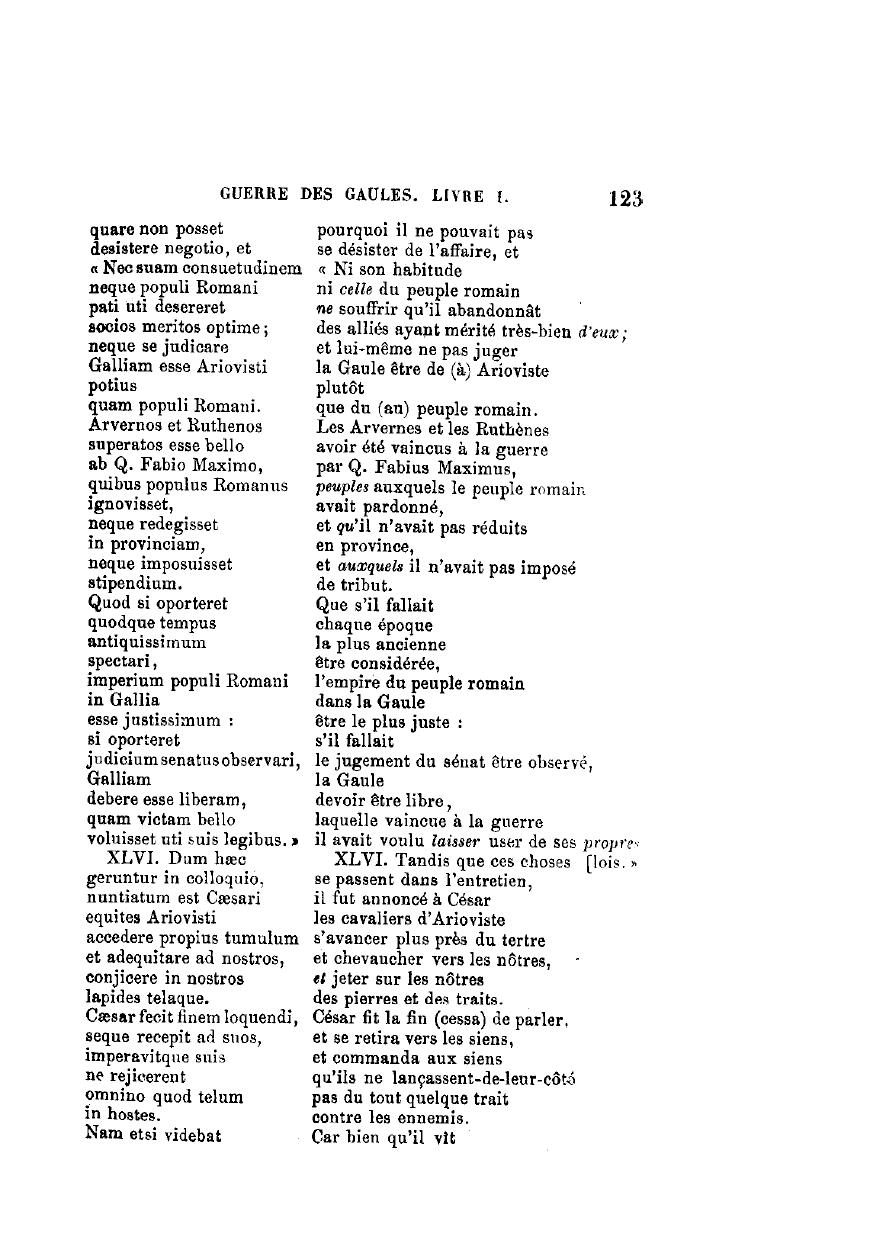 GUERRE DES GAULES. LIVRE I. 123
quare non posset
desistere negotio, et
« Nec suam consuetudinem
neque populi Romani
pati uti desereret
socios meritos optime;
neque se judicare
Galliam esse Ariovisti
potius
quam populi Romani.
Arvernos et Ruthenos
superatos esse bello
ab Q. Fabio Maximo,
quibus populus Romanus
ignovisset,
neque redegisset
in provinciam,
neque imposuisset
stipendium.
Quod si oporteret
quodque tempus
antiquissimum
spectari,
imperium populi Romani
in Gallia
esse justissimum :
si oporteret
judicium senatus observari,
Galliam
debere esse liberam,
quam victam bello
voluisset uti suis legibus. »
XLVI. Dum hæc
geruntur in colloquio,
nuntiatum est Cæsari
equites Ariovisti
accedere propius tumulum
et adequitare ad nostros,
conjicere in nostros
lapides telaque.
Cæsar fecit finem loquendi,
seque recepit ad suos,
imperavitque suis
ne rejicerent
omnino quod telum
in hostes.
Nam etsi videbat
pourquoi il ne pouvait pas
se désister de l'affaire, et
« Ni son habitude
ni celle du peuple romain
ne souffrir qu'il abandonnât
des alliés ayant mérité très-bien d'eux;
et lui-même ne pas juger
la Gaule être de (à) Arioviste
plutôt
que du (au) peuple romain.
Les Arvernes et les Ruthènes
avoir été vaincus à la guerre
par Q. Fabius Maximus,
peuples auxquels le peuple romain
avait pardonné,
et qu'il n'avait pas réduits
en province,
et auxquels il n'avait pas imposé
de tribut.
Que s'il fallait
chaque époque
la plus ancienne
être considérée,
l'empire du peuple romain
dans la Gaule
être le plus juste :
s'il fallait
le jugement du sénat être observé,
la Gaule
devoir être libre,
laquelle vaincue à la guerre
il avait voulu laisser user de ses propres
XLVI. Tandis que ces choses [lois. »
se passent dans l'entretien,
il fut annoncé à César
les cavaliers d'Arioviste
s'avancer plus près du tertre
et chevaucher vers les nôtres,
et jeter sur les nôtres
des pierres et des traits.
César fit la fin (cessa) de parler,
et se retira vers les siens,
et commanda aux siens
qu'ils ne lançassent-de-leur-côté
pas du tout quelque trait
contre les ennemis.
Car bien qu'il vît